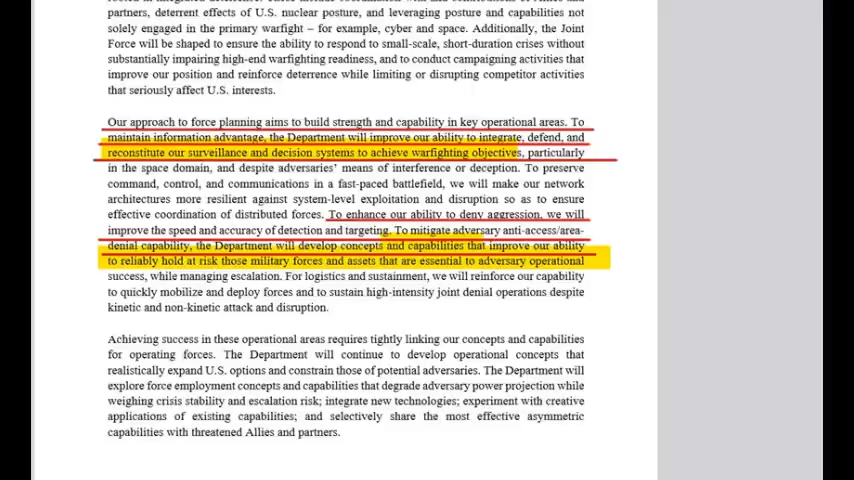 partners, deterrent effects of U.S. nuclear posture, and leveraging posture and capabilities not
solely engaged in the primary warfight – for example, cyber and space. Additionally, the Joint
Force will be shaped to ensure the ability to respond to small-scale, short-duration crises without
substantially impairing high-end warfighting readiness, and to conduct campaigning activities that
improve our position and reinforce deterrence while limiting or disrupting competitor activities
that seriously affect U.S. interests.
Our approach to force planning aims to build strength and capability in key operational areas. To
maintain information advantage, the Department will improve our ability to integrate, defend, and
reconstitute our surveillance and decision systems to achieve warfighting objectives, particularly
in the space domain, and despite adversaries' means of interference or deception. To preserve
command, control, and communications in a fast-paced battlefield, we will make our network
architectures more resilient against system-level exploitation and disruption so as to ensure
effective coordination of distributed forces. To enhance our ability to deny aggression, we will
improve the speed and accuracy of detection and targeting. To mitigate adversary anti-access/area-
denial capability, the Department will develop concepts and capabilities that improve our ability
to reliably hold at risk those military forces and assets that are essential to adversary operational
success, while managing escalation. For logistics and sustainment, we will reinforce our capability
to quickly mobilize and deploy forces and to sustain high-intensity joint denial operations despite
kinetic and non-kinetic attack and disruption.
Achieving success in these operational areas requires tightly linking our concepts and capabilities
for operating forces. The Department will continue to develop operational concepts that
realistically expand U.S. options and constrain those of potential adversaries. The Department will
explore force employment concepts and capabilities that degrade adversary power projection while
weighing crisis stability and escalation risk; integrate new technologies; experiment with creative
applications of existing capabilities; and selectively share the most effective asymmetric
capabilities with threatened Allies and partners.